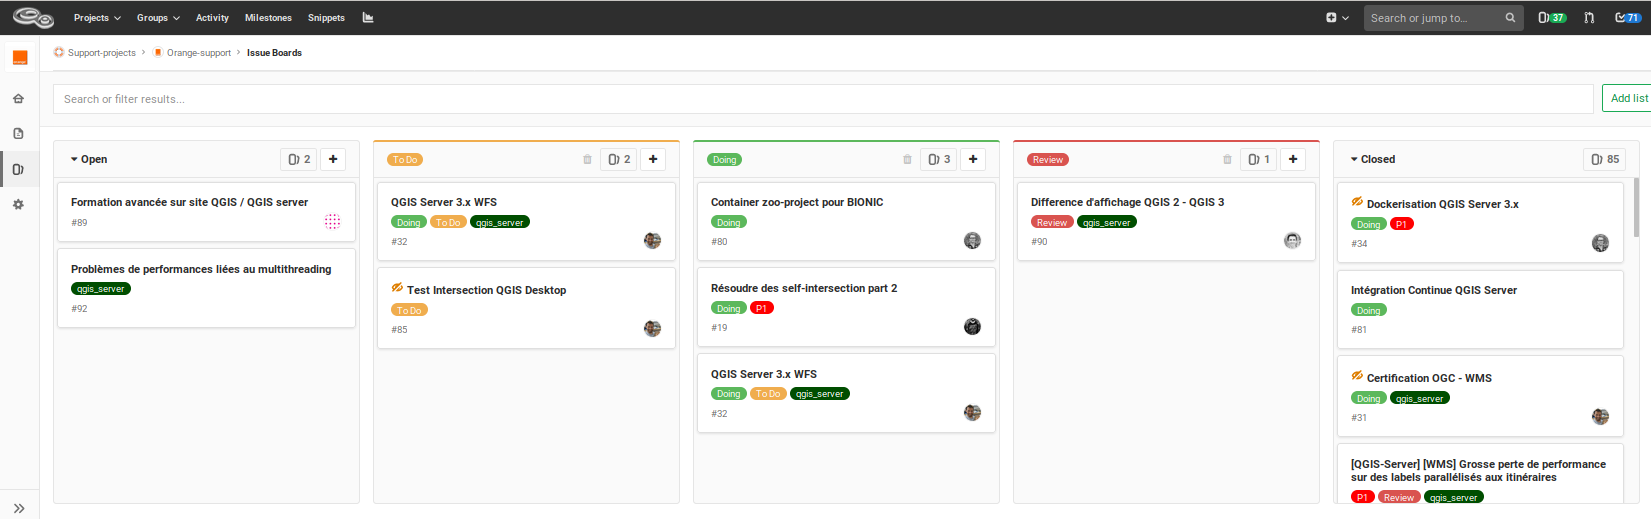 Projects Groups Activity Milestones Snippets Search or jump to... 37 71
Support-projects › Orange-support › Issue Boards
Search or filter results...
Add list
Open 2
Formation avancée sur site QGIS / QGIS server
#89
Problèmes de performances liées au multithreading
qgis_server
#92
To Do 2
QGIS Server 3.x WFS
Doing To Do qgis_server
#32
Test Intersection QGIS Desktop
To Do
#85
Doing 3
Container zoo-project pour BIONIC
Doing
#80
Résoudre des self-intersection part 2
Doing P1
#19
QGIS Server 3.x WFS
Doing To Do qgis_server
#32
Review 1
Difference d'affichage QGIS 2 - QGIS 3
Review qgis_server
#90
Closed 85
Dockerisation QGIS Server 3.x
Doing P1
#34
Intégration Continue QGIS Server
Doing
#81
Certification OGC - WMS
Doing qgis_server
#31
[QGIS-Server] [WMS] Grosse perte de performance
sur des labels parallélisés aux itinéraires
P1 Review qgis_server